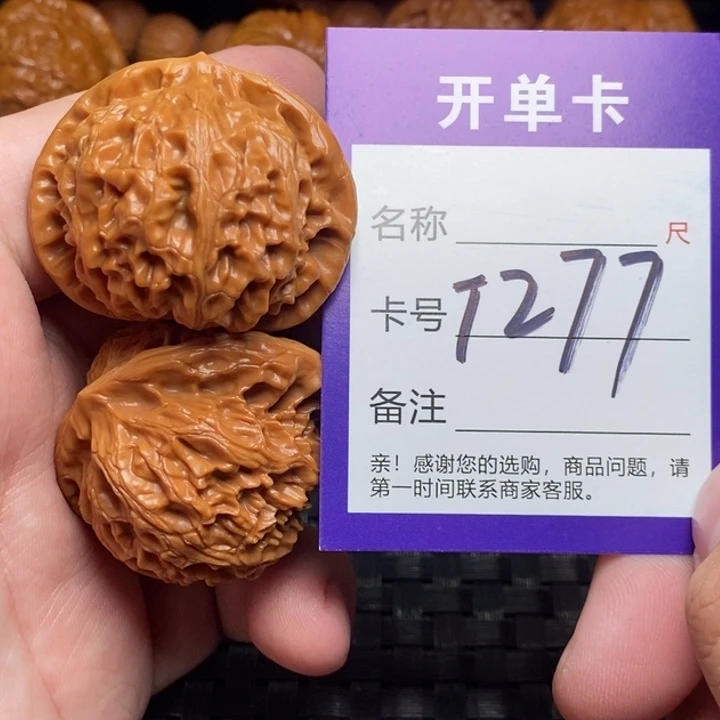 开单卡
名称 尺
卡号 1277
备注
亲！感谢您的选购，商品问题，请
第一时间联系商家客服。